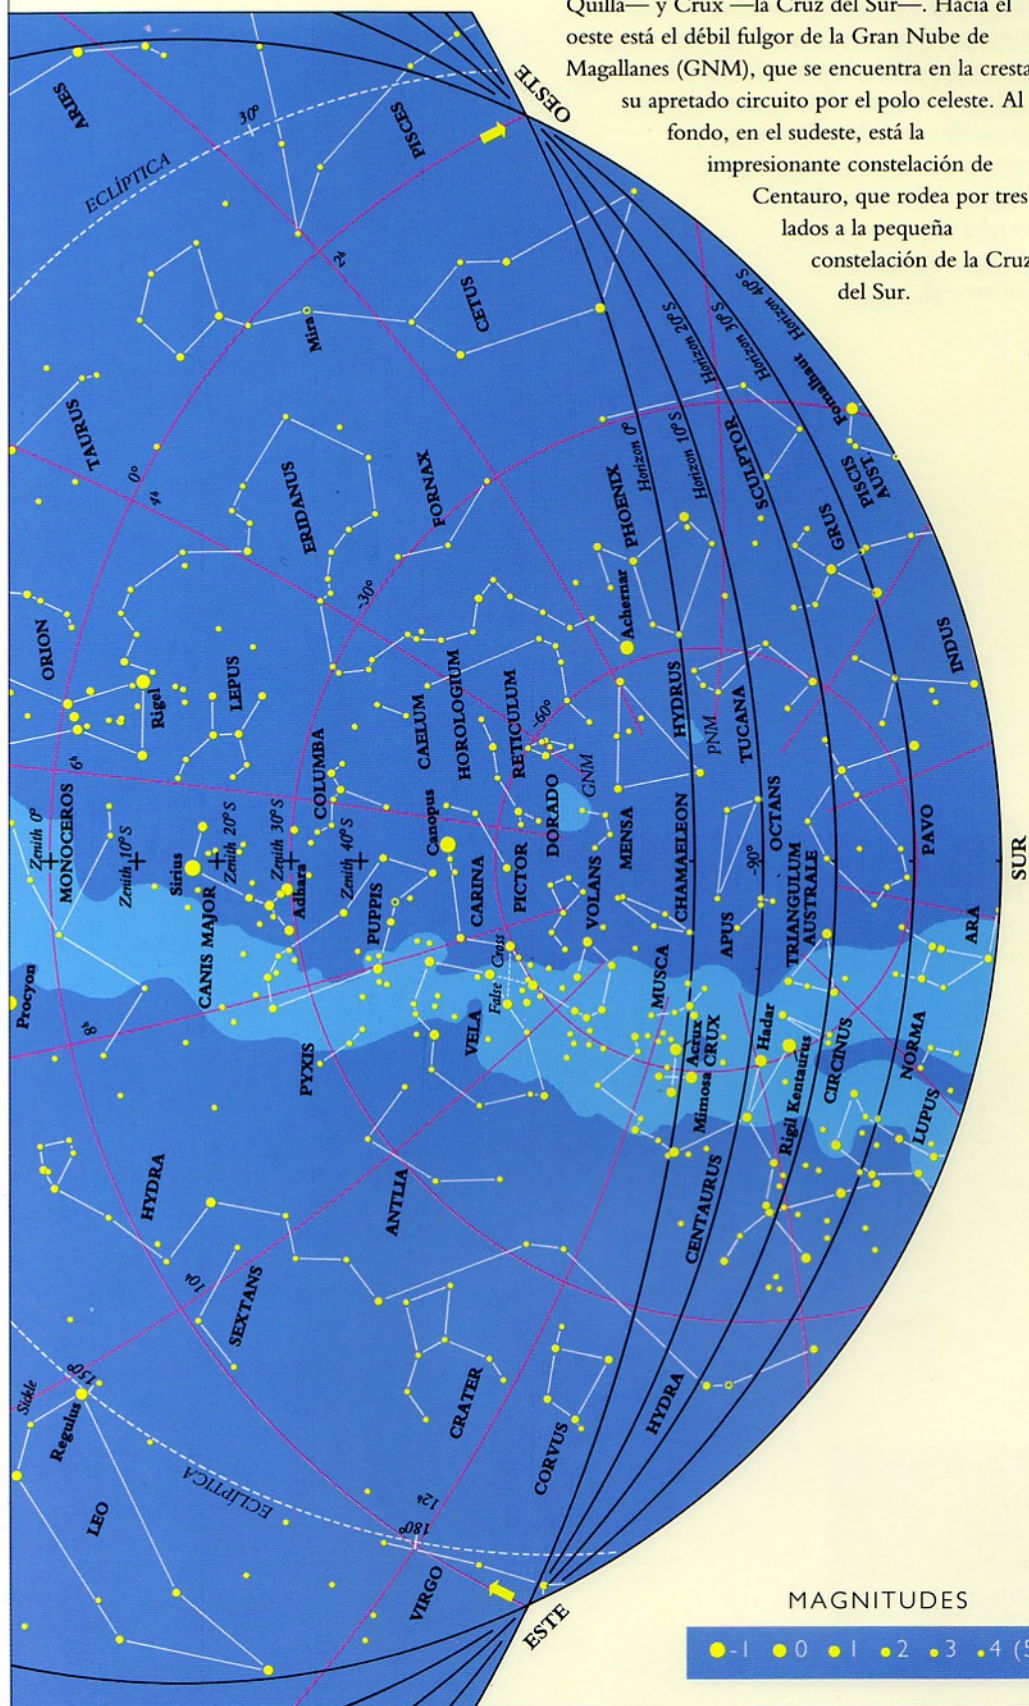 Quilla— y Crux —la Cruz del Sur—. Hacia el
oeste está el débil fulgor de la Gran Nube de
Magallanes (GNM), que se encuentra en la cresta
su apretado circuito por el polo celeste. Al
fondo, en el sudeste, está la
impresionante constelación de
Centauro, que rodea por tres
lados a la pequeña
constelación de la Cruz
del Sur.
OESTE
ARIES
30°
PISCES
ECLÍPTICA
2h
Mira
CETUS
Horizon 40°S
Horizon 30°S
Horizon 20°S
Horizon 10°S
Horizon 0°
Fomalhaut
PISCIS
AUST
SCULPTOR
TAURUS
0°
4h
ERIDANUS
FORNAX
PHOENIX
GRUS
-30°
Achernar
INDUS
ORION
Rigel
LEPUS
CAELUM
HOROLOGIUM
RETICULUM
-60°
HYDRUS
PNM
TUCANA
6h
COLUMBA
DORADO
GNM
MENSA
CHAMAELEON
OCTANS
-90°
PAVO
Zenith 0°
MONOCEROS
Zenith 10°S
Sirius
Zenith 20°S
Zenith 30°S
Zenith 40°S
Canopus
CANIS MAJOR
Adhara
PUPPIS
CARINA
PICTOR
VOLANS
APUS
TRIANGULUM
AUSTRALE
SUR
ARA
Procyon
8h
False Cross
VELA
PYXIS
MUSCA
Acrux
CRUX
Mimosa
Hadar
Rigil Kentaurus
CIRCINUS
NORMA
LUPUS
HYDRA
ANTLIA
CENTAURUS
10h
SEXTANS
150°
Sickle
Regulus
CRATER
CORVUS
HYDRA
LEO
ECLÍPTICA
12h
180°
VIRGO
ESTE
MAGNITUDES
-1 0 1 2 3 4 (5